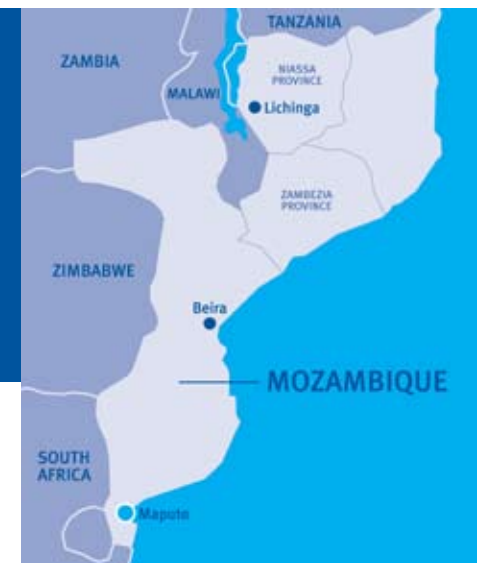 TANZANIA
ZAMBIA
NIASSA
PROVINCE
MALAWI
Lichinga
ZAMBEZIA
PROVINCE
ZIMBABWE
Beira
MOZAMBIQUE
SOUTH
AFRICA
Maputo